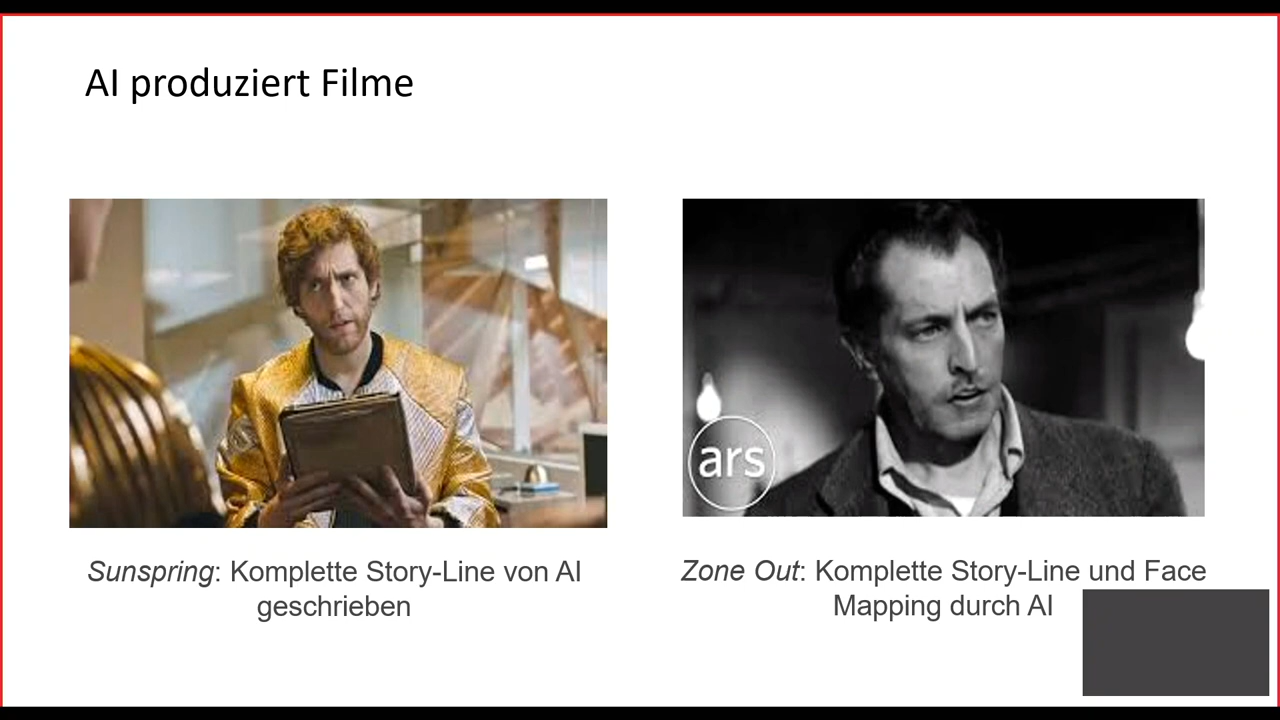 AI produziert Filme
ars
Sunspring: Komplette Story-Line von AI
geschrieben
Zone Out: Komplette Story-Line und Face
Mapping durch AI